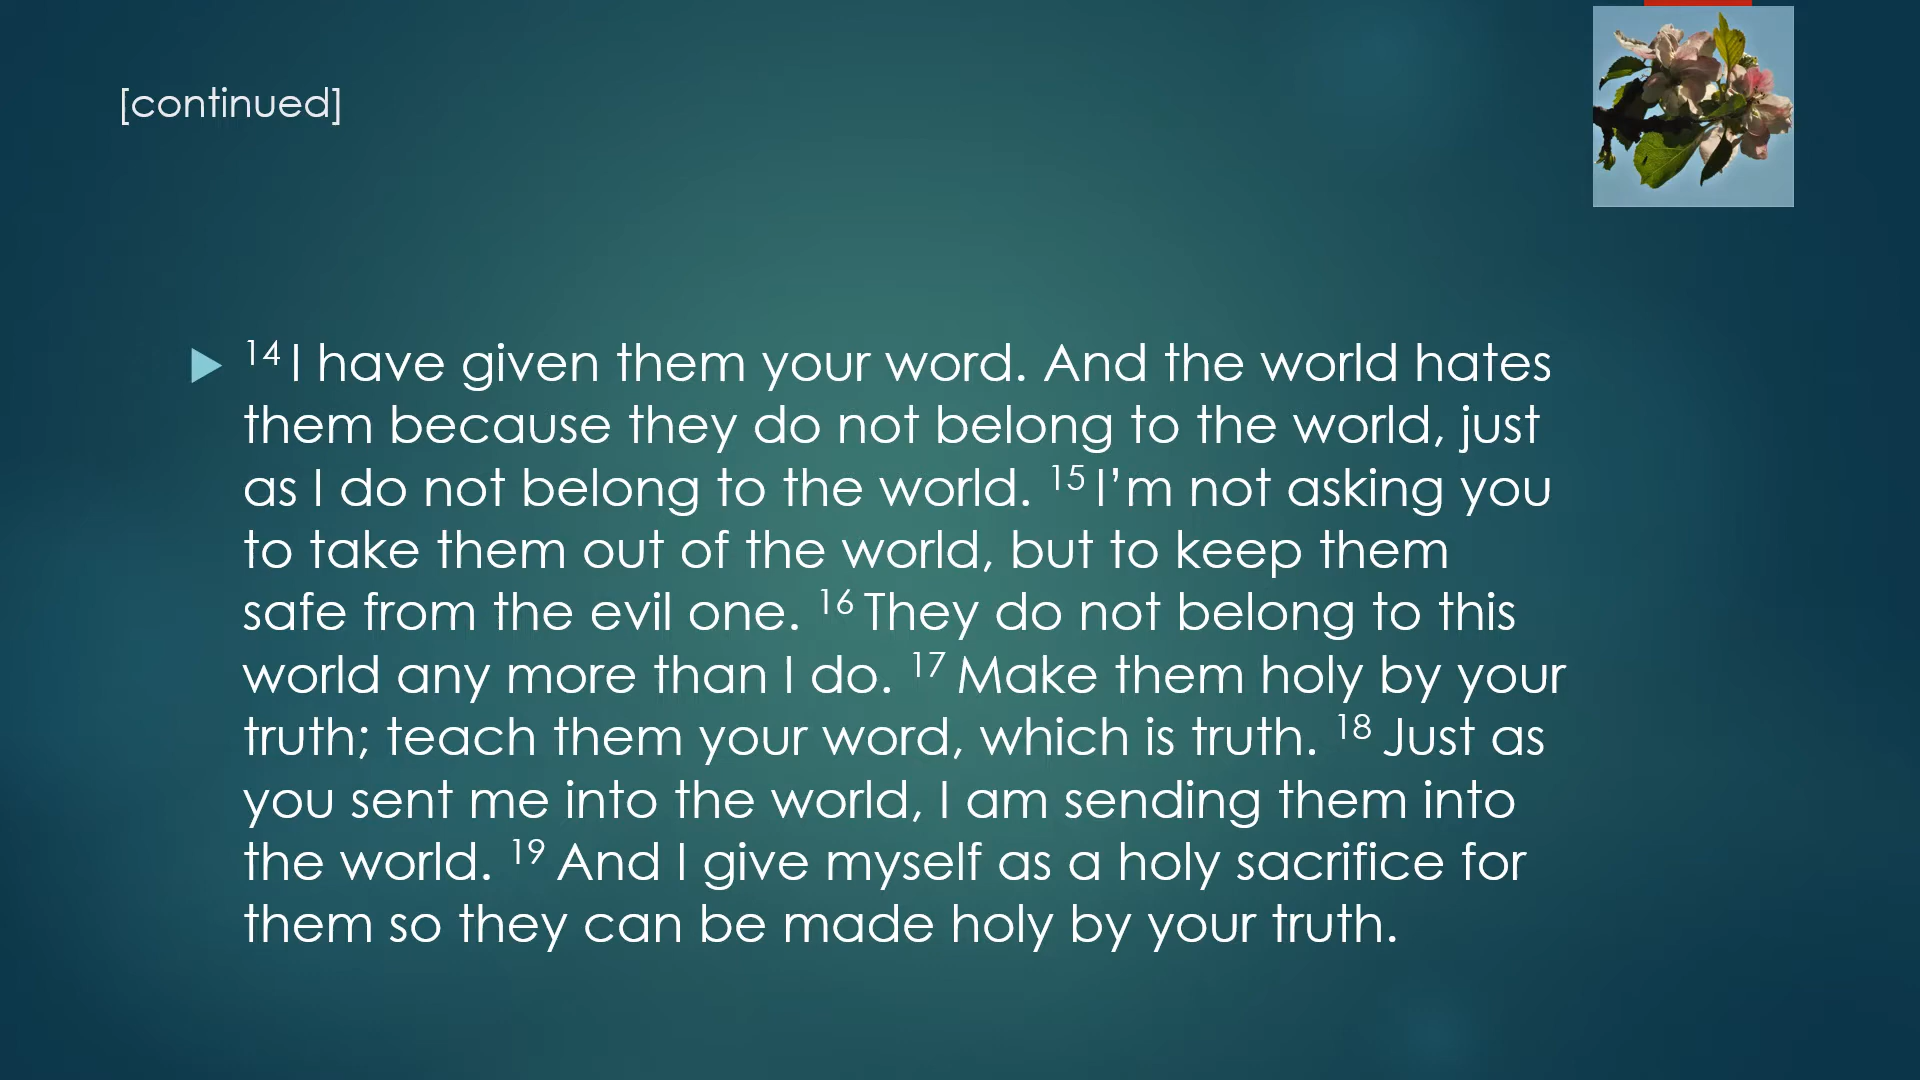 [continued]
14 I have given them your word. And the world hates
them because they do not belong to the world, just
as I do not belong to the world. 15 I’m not asking you
to take them out of the world, but to keep them
safe from the evil one. 16 They do not belong to this
world any more than I do. 17 Make them holy by your
truth; teach them your word, which is truth. 18 Just as
you sent me into the world, I am sending them into
the world. 19 And I give myself as a holy sacrifice for
them so they can be made holy by your truth.